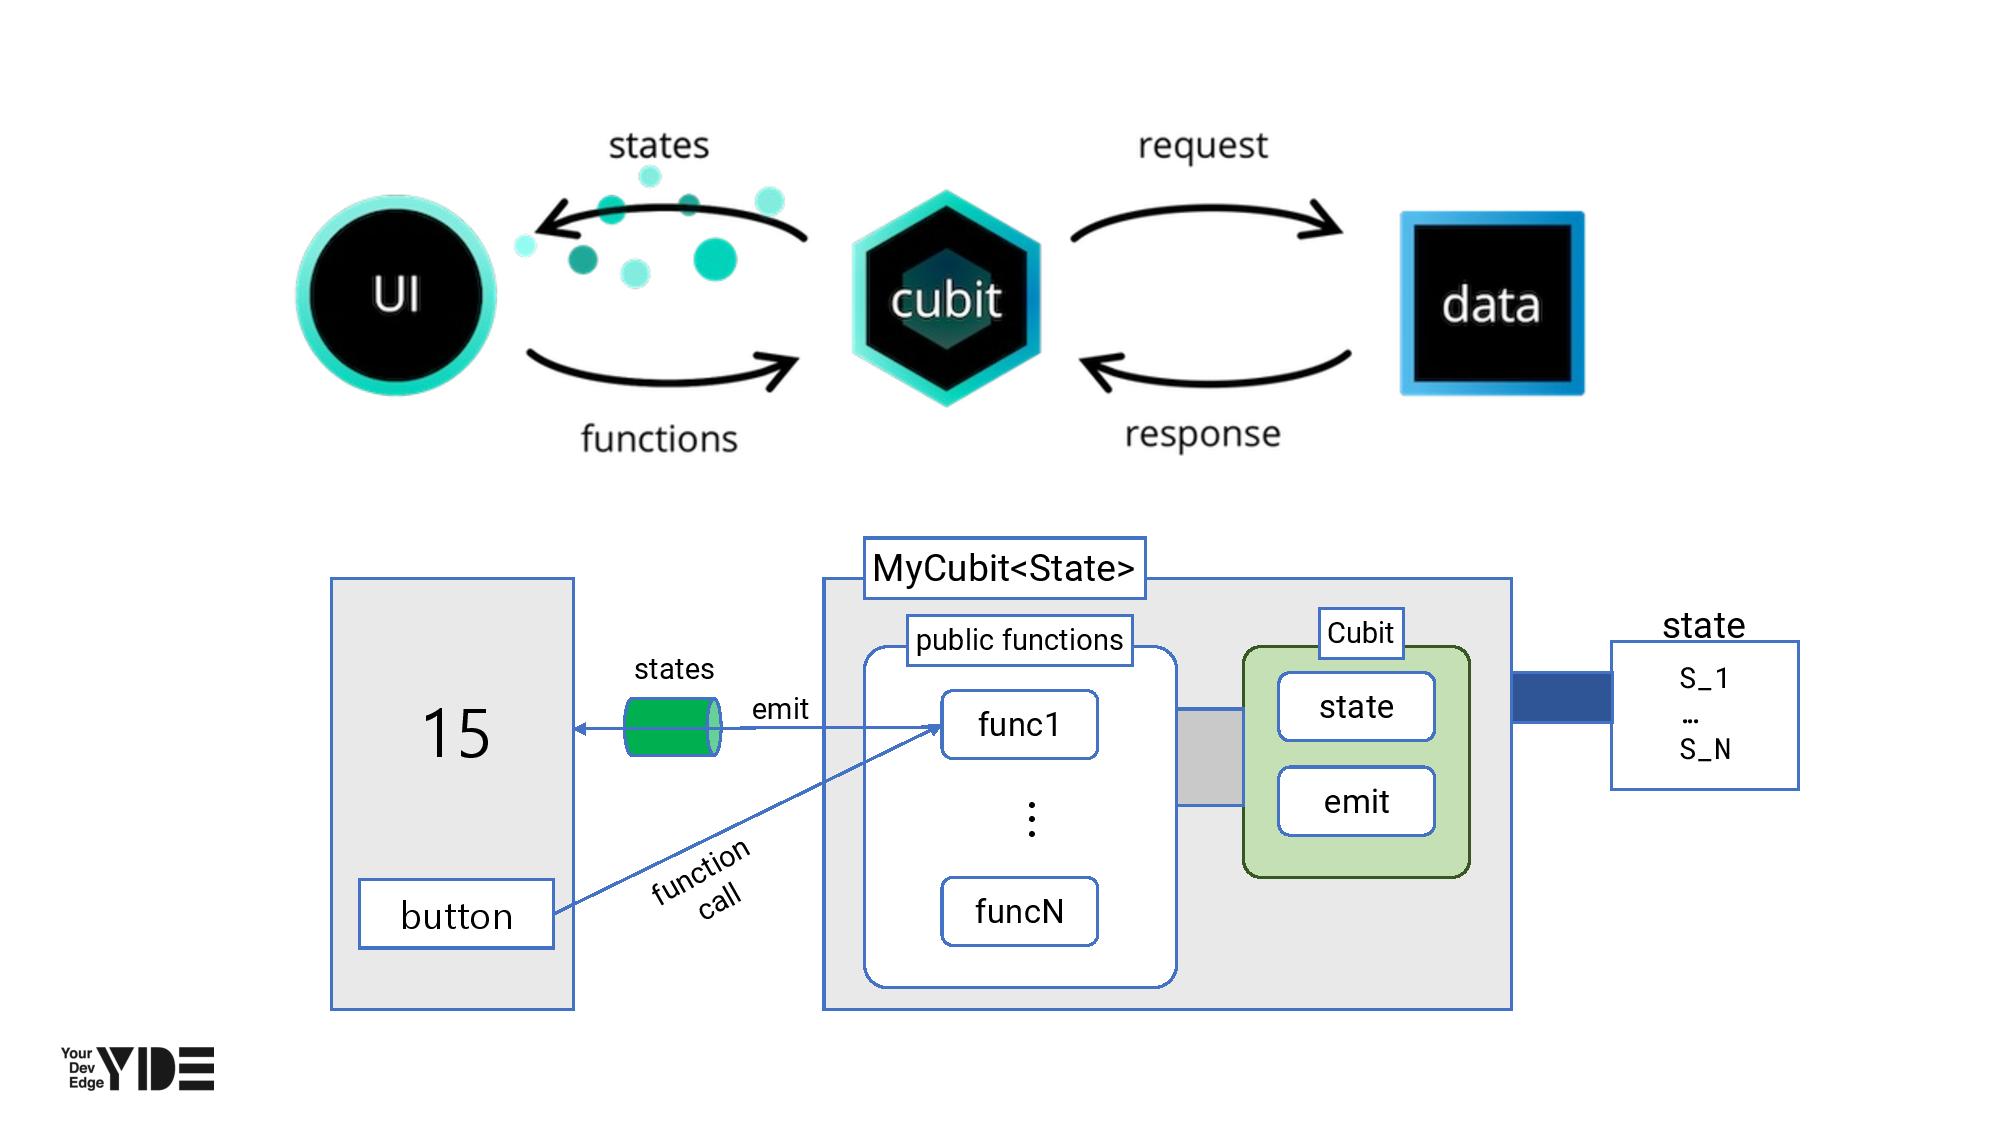 states
request
UI
cubit
data
functions
response
MyCubit<State>
public functions
Cubit
state
states
S_1
state
emit
func1
…
15
S_N
⋮
emit
function
call
button
funcN
Your
Dev
Edge
YDE